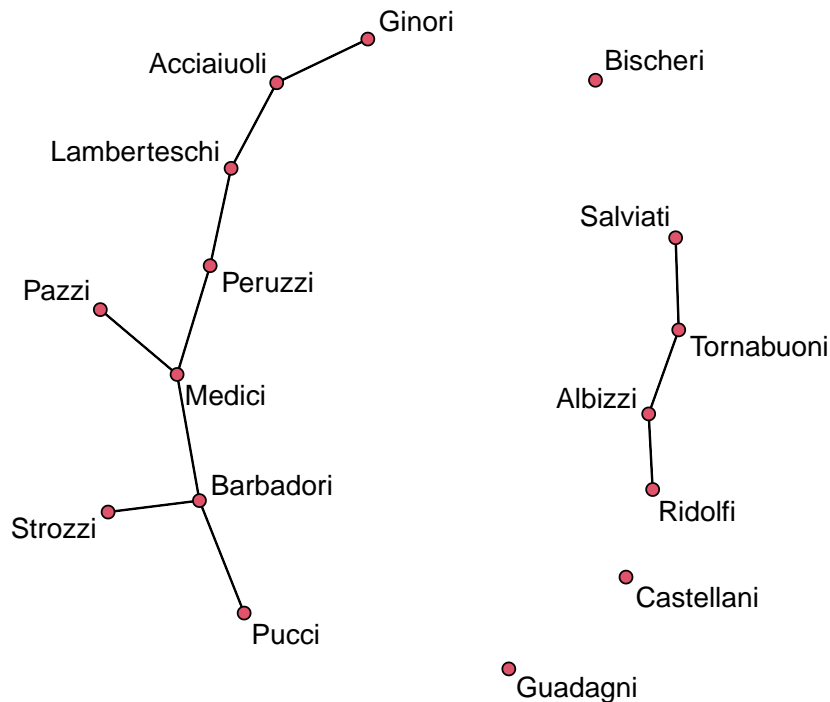 Ginori
Acciaiuoli
Bischeri
Lamberteschi
Salviati
Peruzzi
Pazzi
Tornabuoni
Medici
Albizzi
Barbadori
Strozzi
Ridolfi
Castellani
Pucci
Guadagni